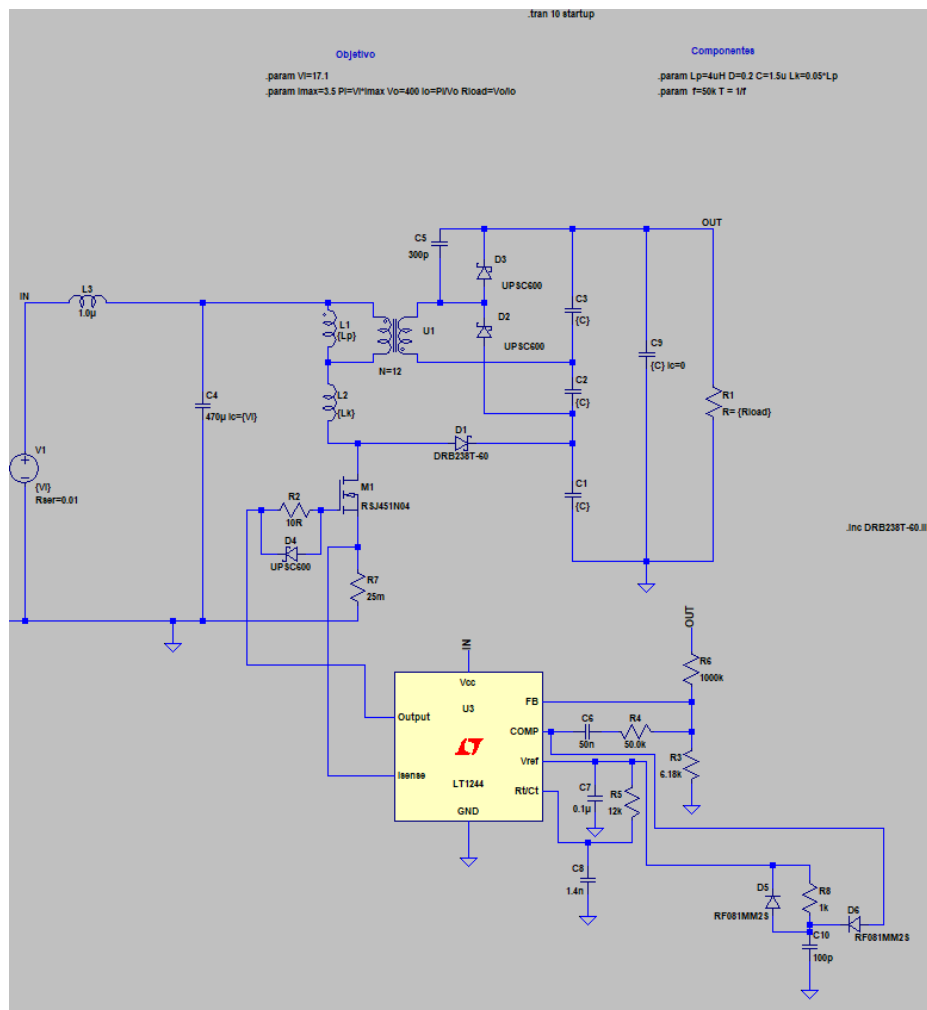 .tran 10 startup
Objetivo
Componentes
.param VI=17.1
.param Imax=3.5 PI=VI*Imax Vo=400 Io=PI/Vo Rload=Vo/Io
.param Lp=4uH D=0.2 C=1.5u Lk=0.05*Lp
.param f=50k T = 1/f
OUT
C5
300p
D3
UPSC600
IN
L3
1.0µ
L1
{Lp}
U1
N=12
D2
UPSC600
C3
{C}
C9
{C} ic=0
C2
{C}
R1
R= {Rload}
L2
{Lk}
C4
470µ ic={VI}
D1
DRB238T-60
V1
{VI}
Rser=0.01
M1
RSJ451N04
R2
10R
C1
{C}
D4
UPSC600
.inc DRB238T-60.li
R7
25m
OUT
IN
R6
1000k
Vcc
U3
Output
FB
COMP
C6
50n
R4
50.0k
Vref
R3
6.18k
Isense
LT1244
Rt/Ct
C7
0.1µ
R5
12k
GND
C8
1.4n
D5
RF081MM2S
R8
1k
D6
RF081MM2S
C10
100p